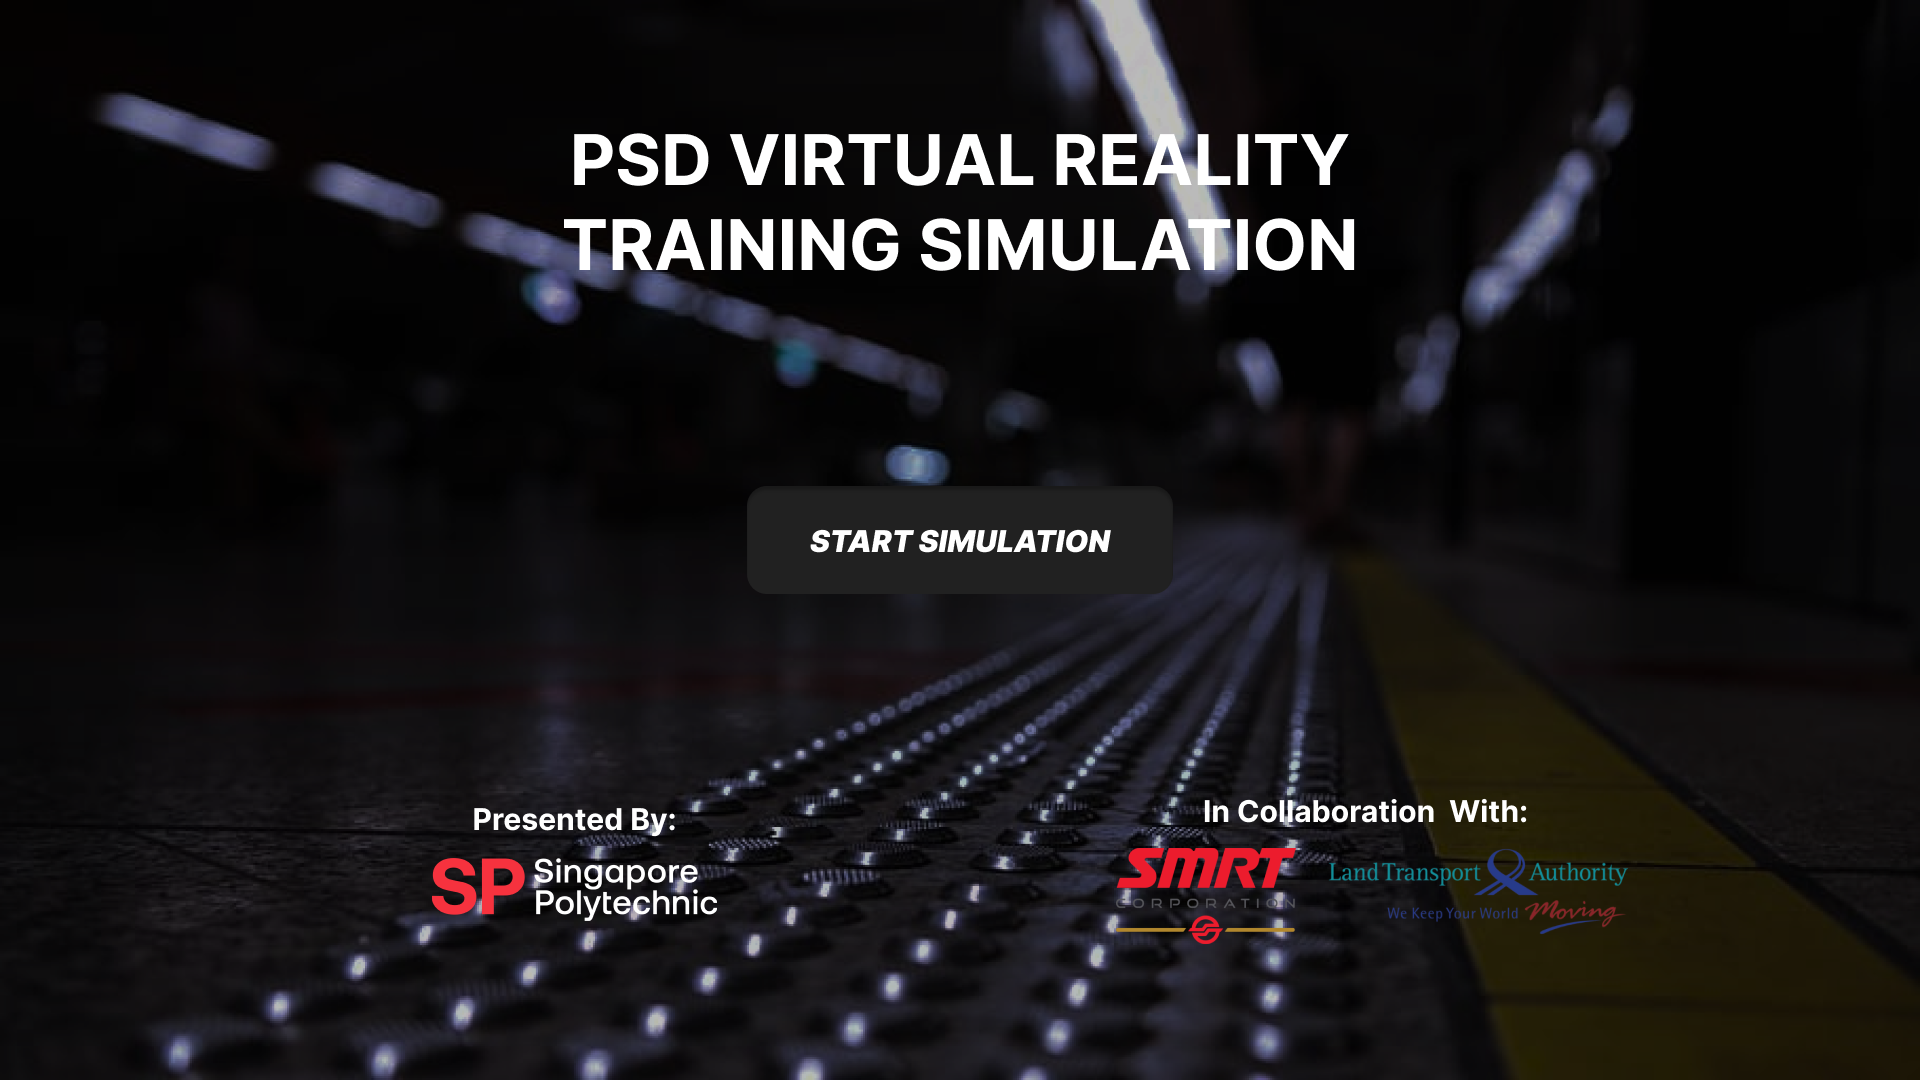 PSD VIRTUAL REALITY
TRAINING SIMULATION
START SIMULATION
Presented By:
SP Singapore
Polytechnic
In Collaboration  With:
SMRT
CORPORATION
Land Transport Authority
We Keep Your World Moving